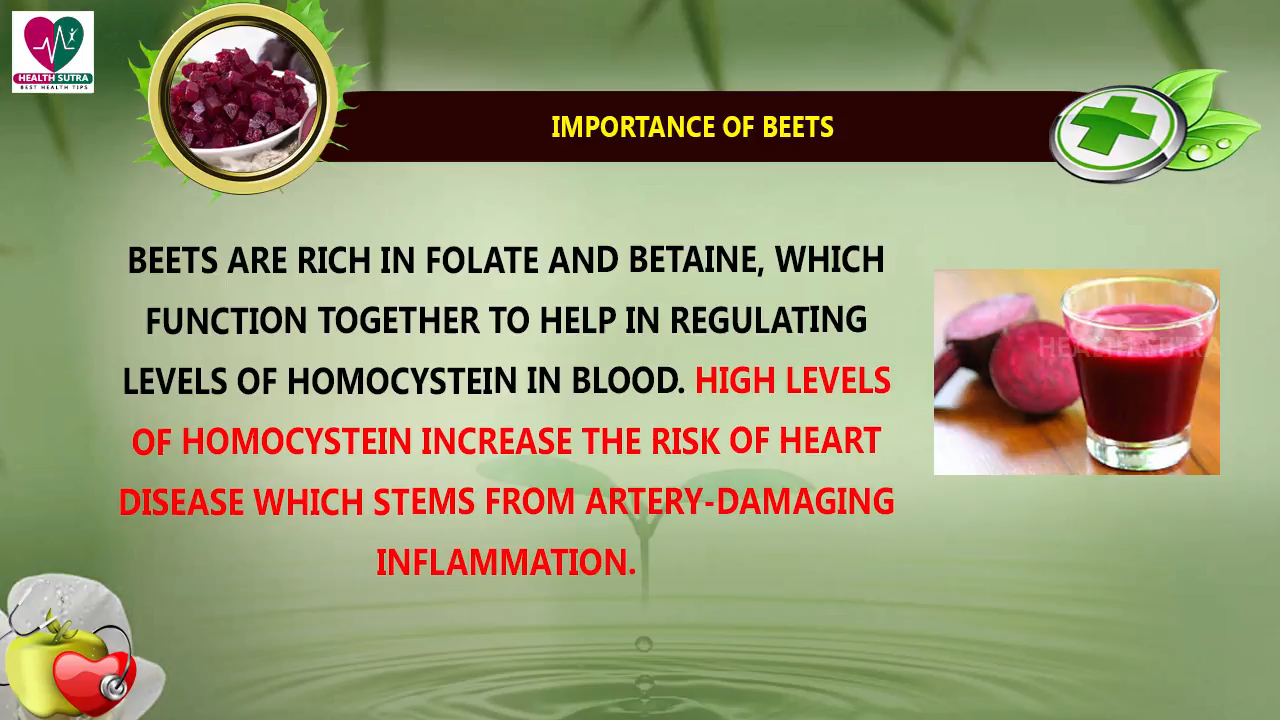 HEALTH SUTRA
BEST HEALTH TIPS
IMPORTANCE OF BEETS
BEETS ARE RICH IN FOLATE AND BETAINE, WHICH
FUNCTION TOGETHER TO HELP IN REGULATING
LEVELS OF HOMOCYSTEIN IN BLOOD. HIGH LEVELS
OF HOMOCYSTEIN INCREASE THE RISK OF HEART
DISEASE WHICH STEMS FROM ARTERY-DAMAGING
INFLAMMATION.
HEALTH SUTRA